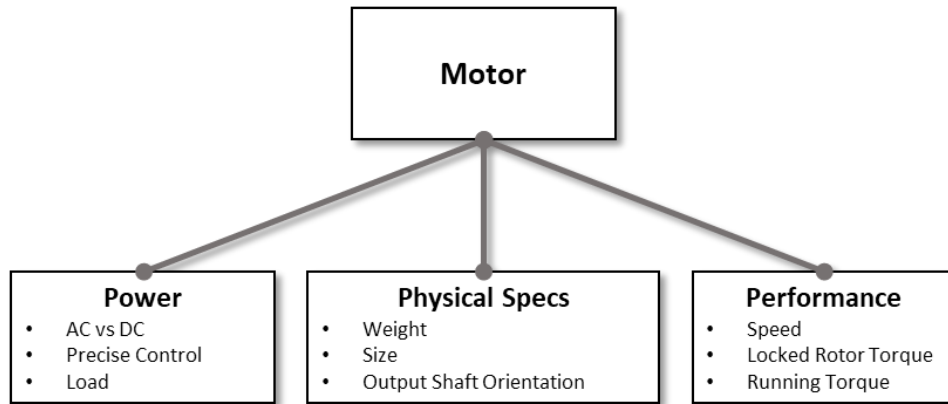 Motor
Power
• AC vs DC
• Precise Control
• Load
Physical Specs
• Weight
• Size
• Output Shaft Orientation
Performance
• Speed
• Locked Rotor Torque
• Running Torque